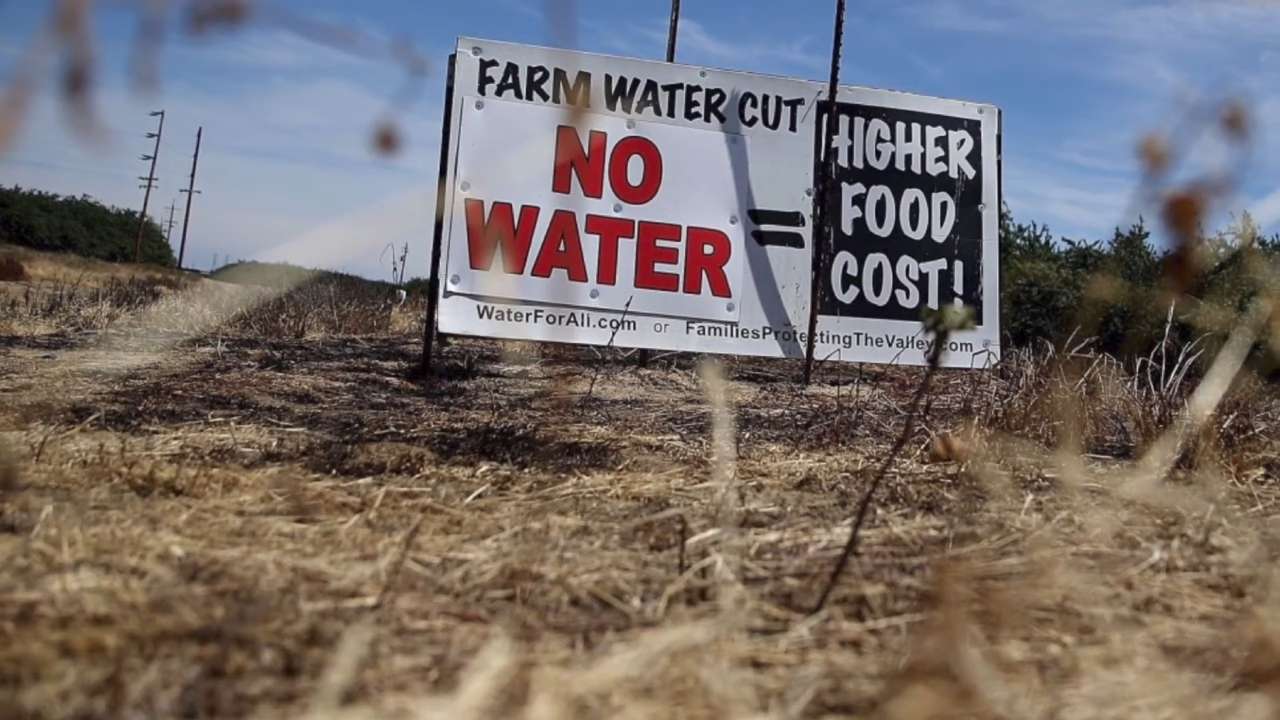 FARM WATER CUT
NO
WATER
=
HIGHER
FOOD
COST!
WaterForAll.com or FamiliesProtectingTheValley.com